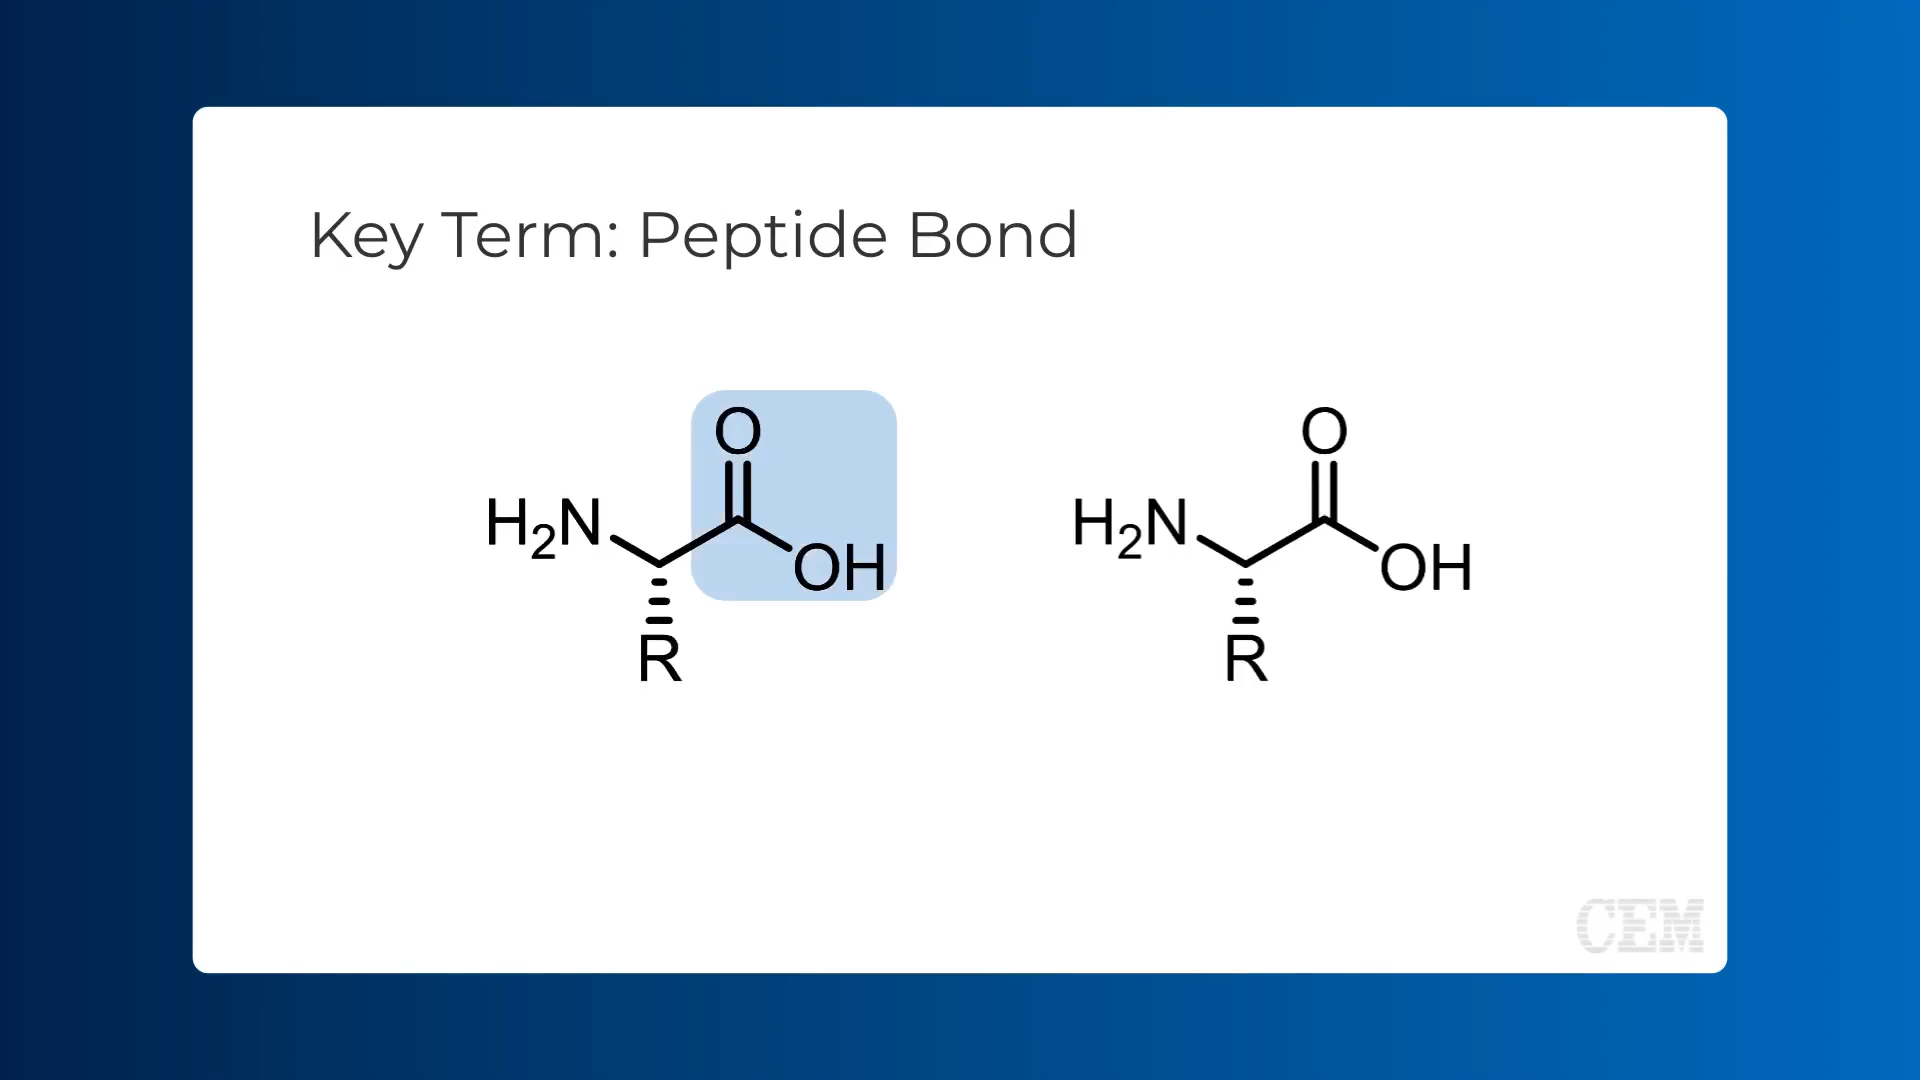 Key Term: Peptide Bond
O O
H₂N OH H₂N OH
R R
CEM